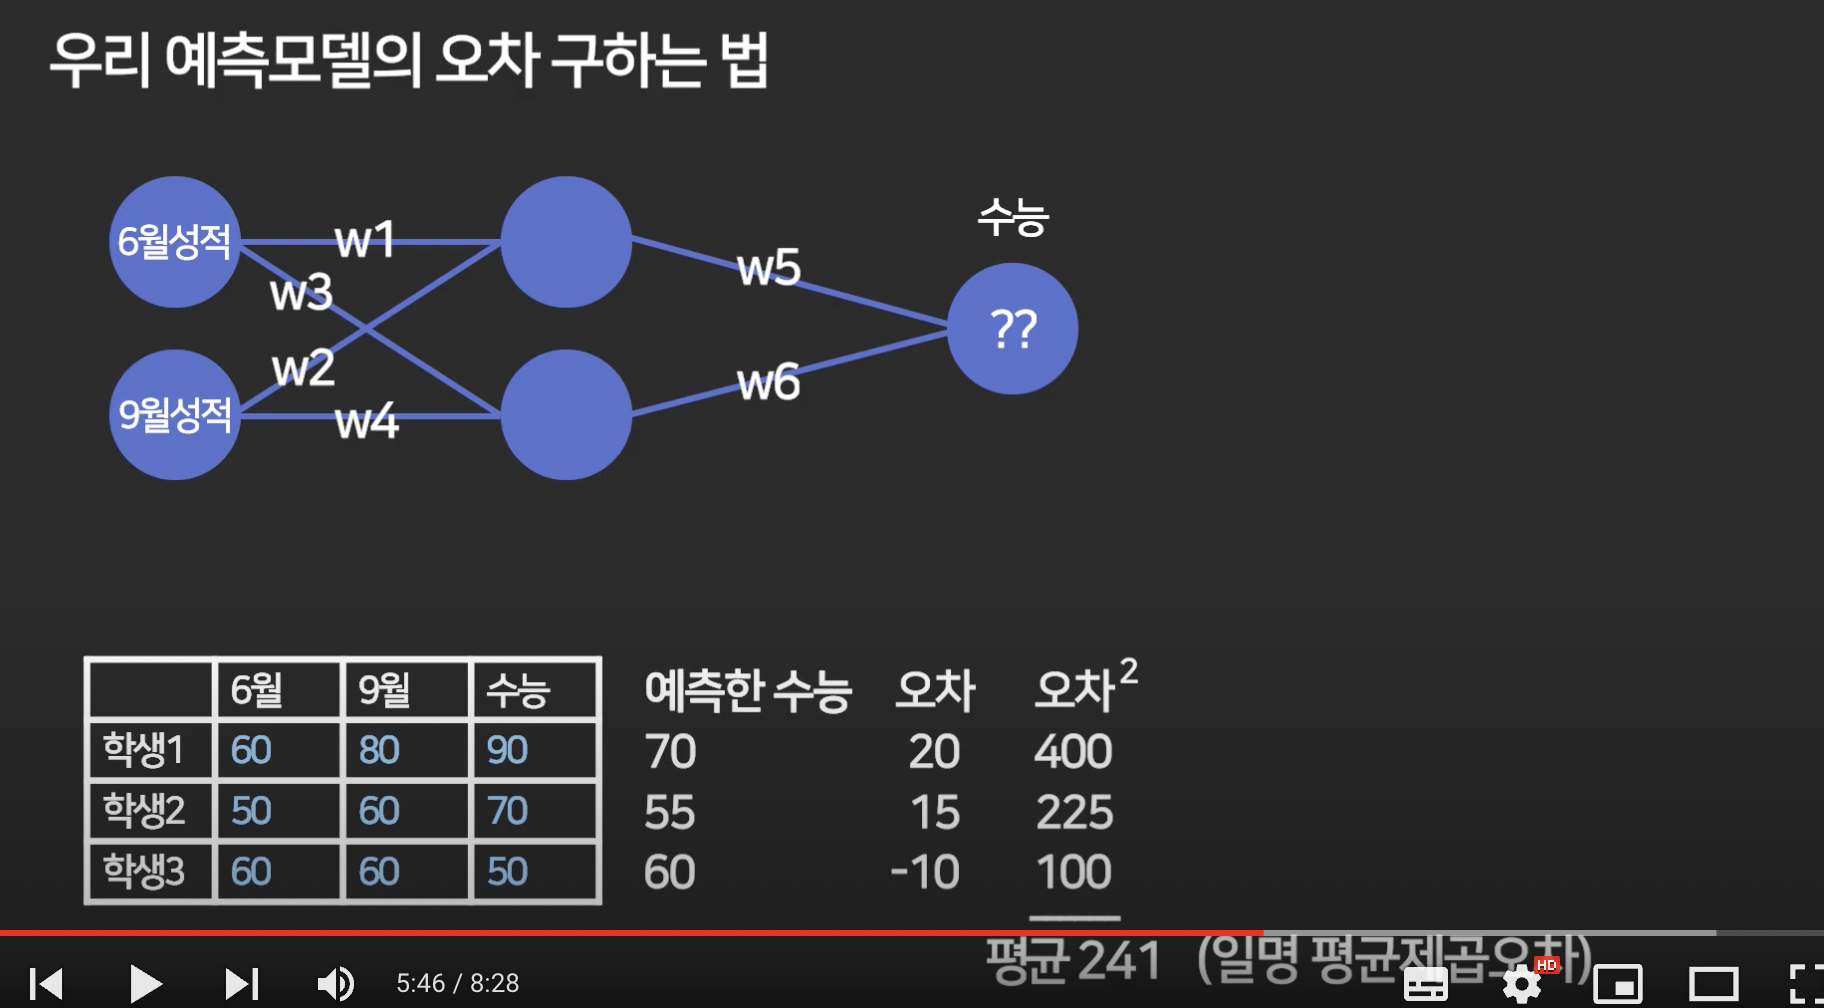 우리 예측모델의 오차 구하는 법
수능
6월성적
w1
w3
w5
??
w2
w6
9월성적
w4
6월 9월 수능 예측한 수능 오차 오차²
학생1 60 80 90 70 20 400
학생2 50 60 70 55 15 225
학생3 60 60 50 60 -10 100
평균 241 (일명 평균제곱오차)
HD
5:46 / 8:28